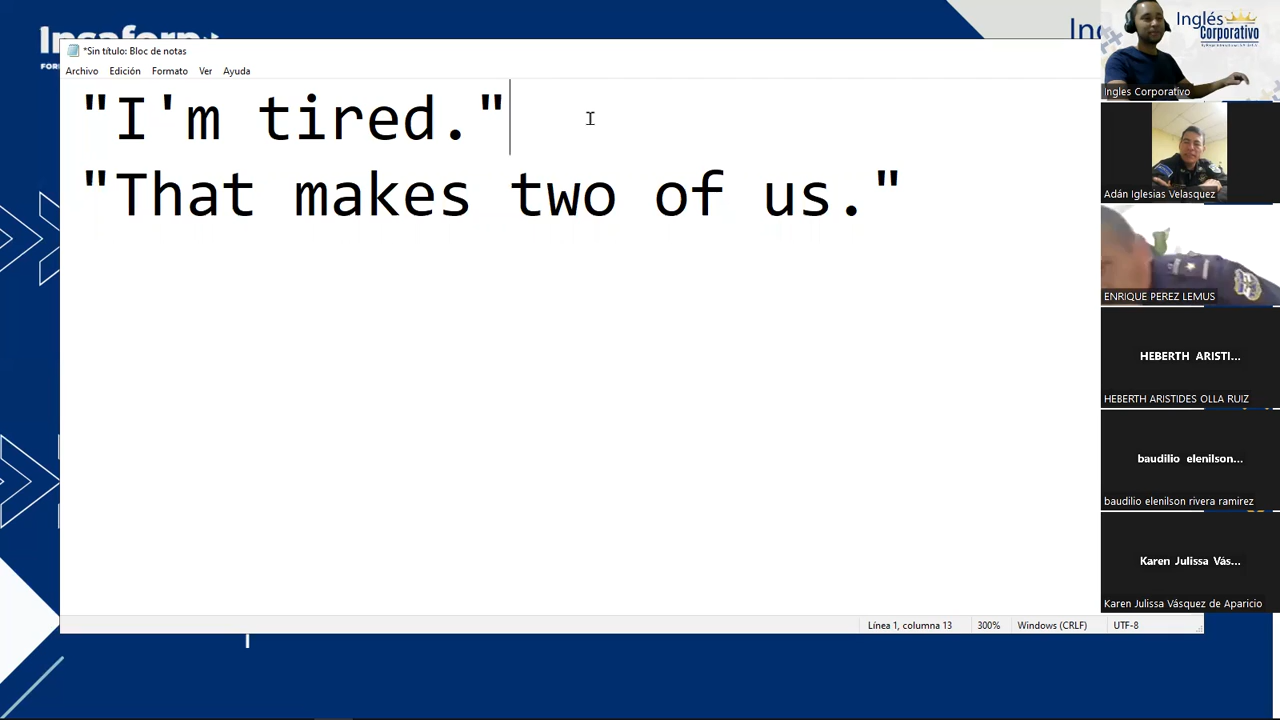 *Sin título: Bloc de notas
Archivo Edición Formato Ver Ayuda
"I'm tired."
"That makes two of us."
Línea 1, columna 13 300% Windows (CRLF) UTF-8
Inglés
Corporativo
Ingles Corporativo
Adán Iglesias Velasquez
ENRIQUE PEREZ LEMUS
HEBERTH ARISTI...
HEBERTH ARISTIDES OLLA RUIZ
baudilio elenilson...
baudilio elenilson rivera ramirez
Karen Julissa Vás...
Karen Julissa Vásquez de Aparicio